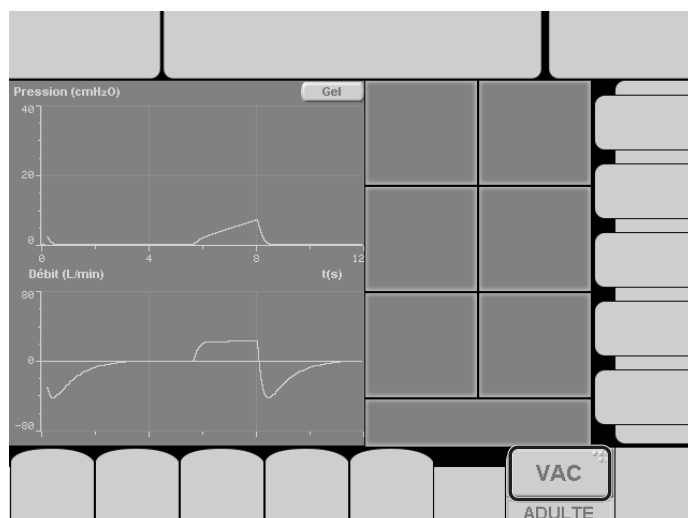 Pression (cmH₂O) Gel
40
20
0
0 4 8 12
Débit (L/min) t(s)
80
0
-80
VAC
ADULTE